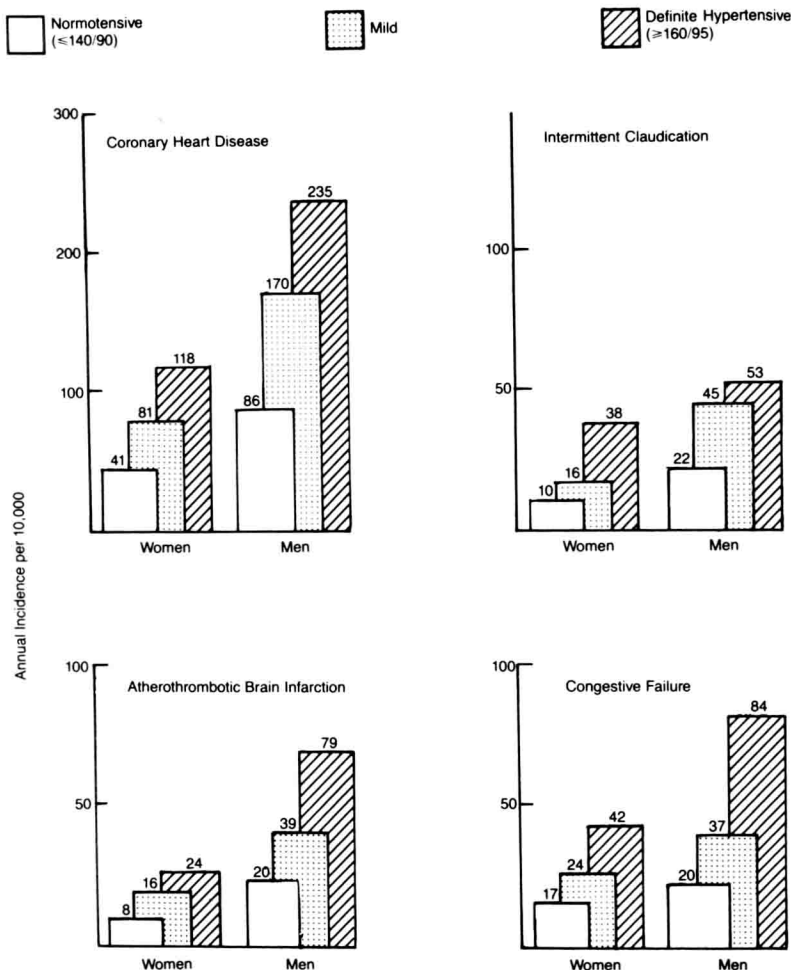 Normotensive
(≤140/90)
Mild
Definite Hypertensive
(≥160/95)
Annual Incidence per 10,000
Coronary Heart Disease
300
200
100
41
81
118
86
170
235
Women
Men
Intermittent Claudication
100
50
10
16
38
22
45
53
Women
Men
Atherothrombotic Brain Infarction
100
50
8
16
24
20
39
79
Women
Men
Congestive Failure
100
50
17
24
42
20
37
84
Women
Men